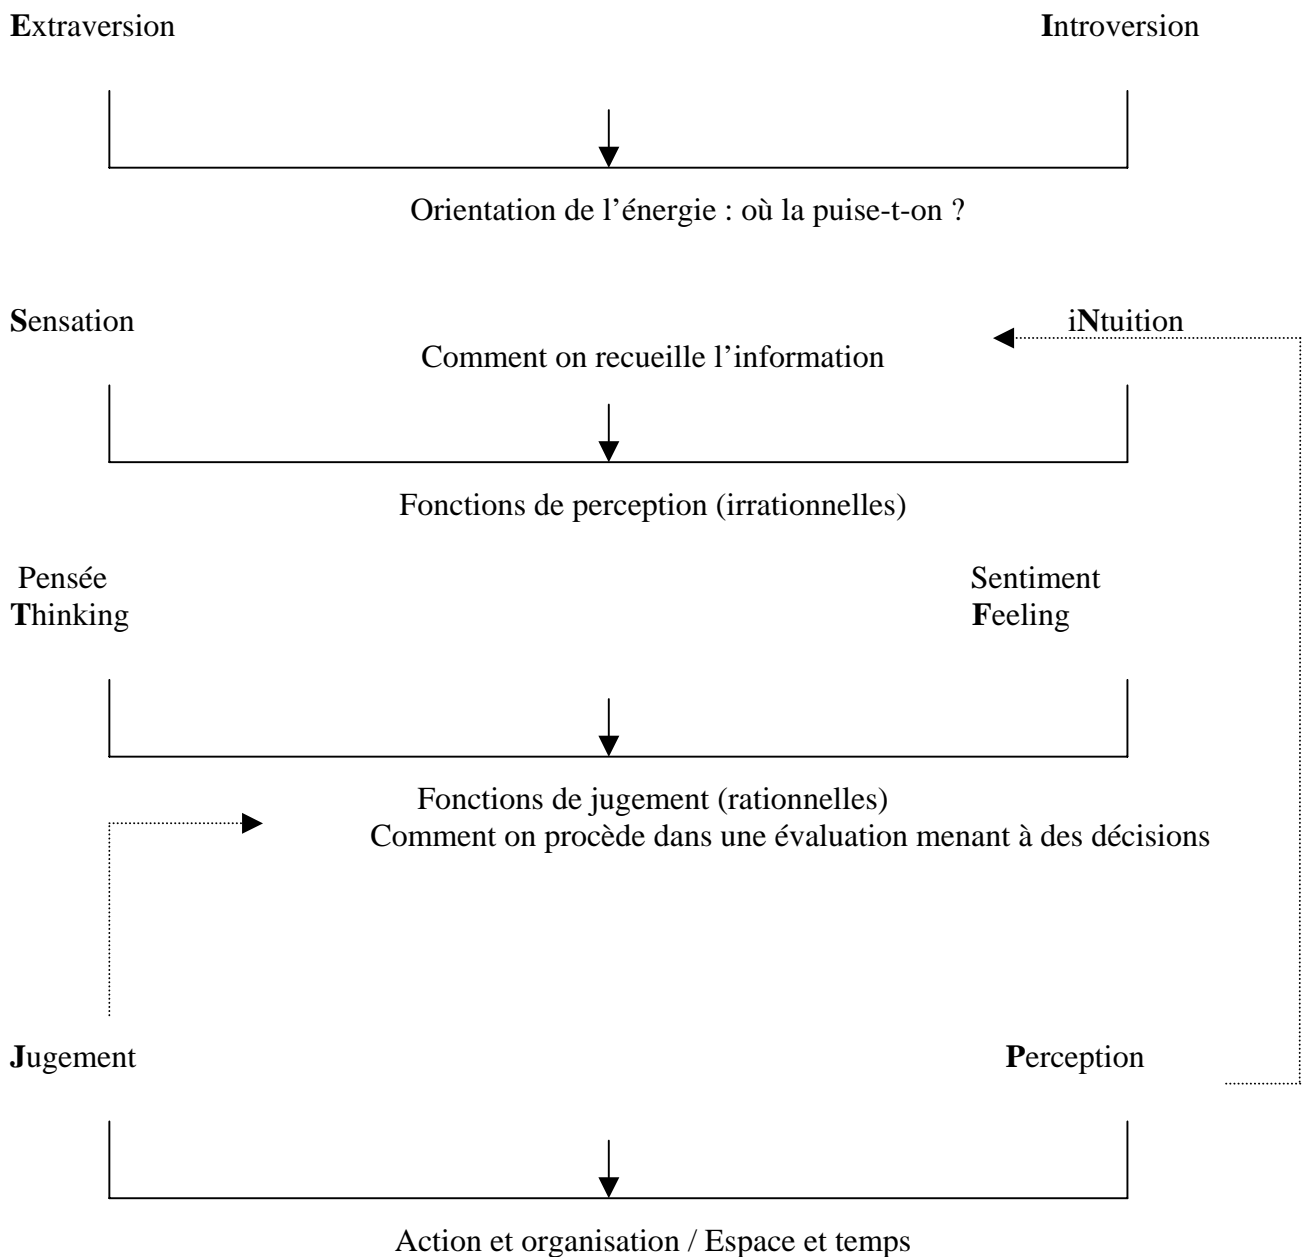 Extraversion Introversion
Orientation de l’énergie : où la puise-t-on ?
Sensation iNtuition
Comment on recueille l’information
Fonctions de perception (irrationnelles)
Pensée Sentiment
Thinking Feeling
Fonctions de jugement (rationnelles)
Comment on procède dans une évaluation menant à des décisions
Jugement Perception
Action et organisation / Espace et temps